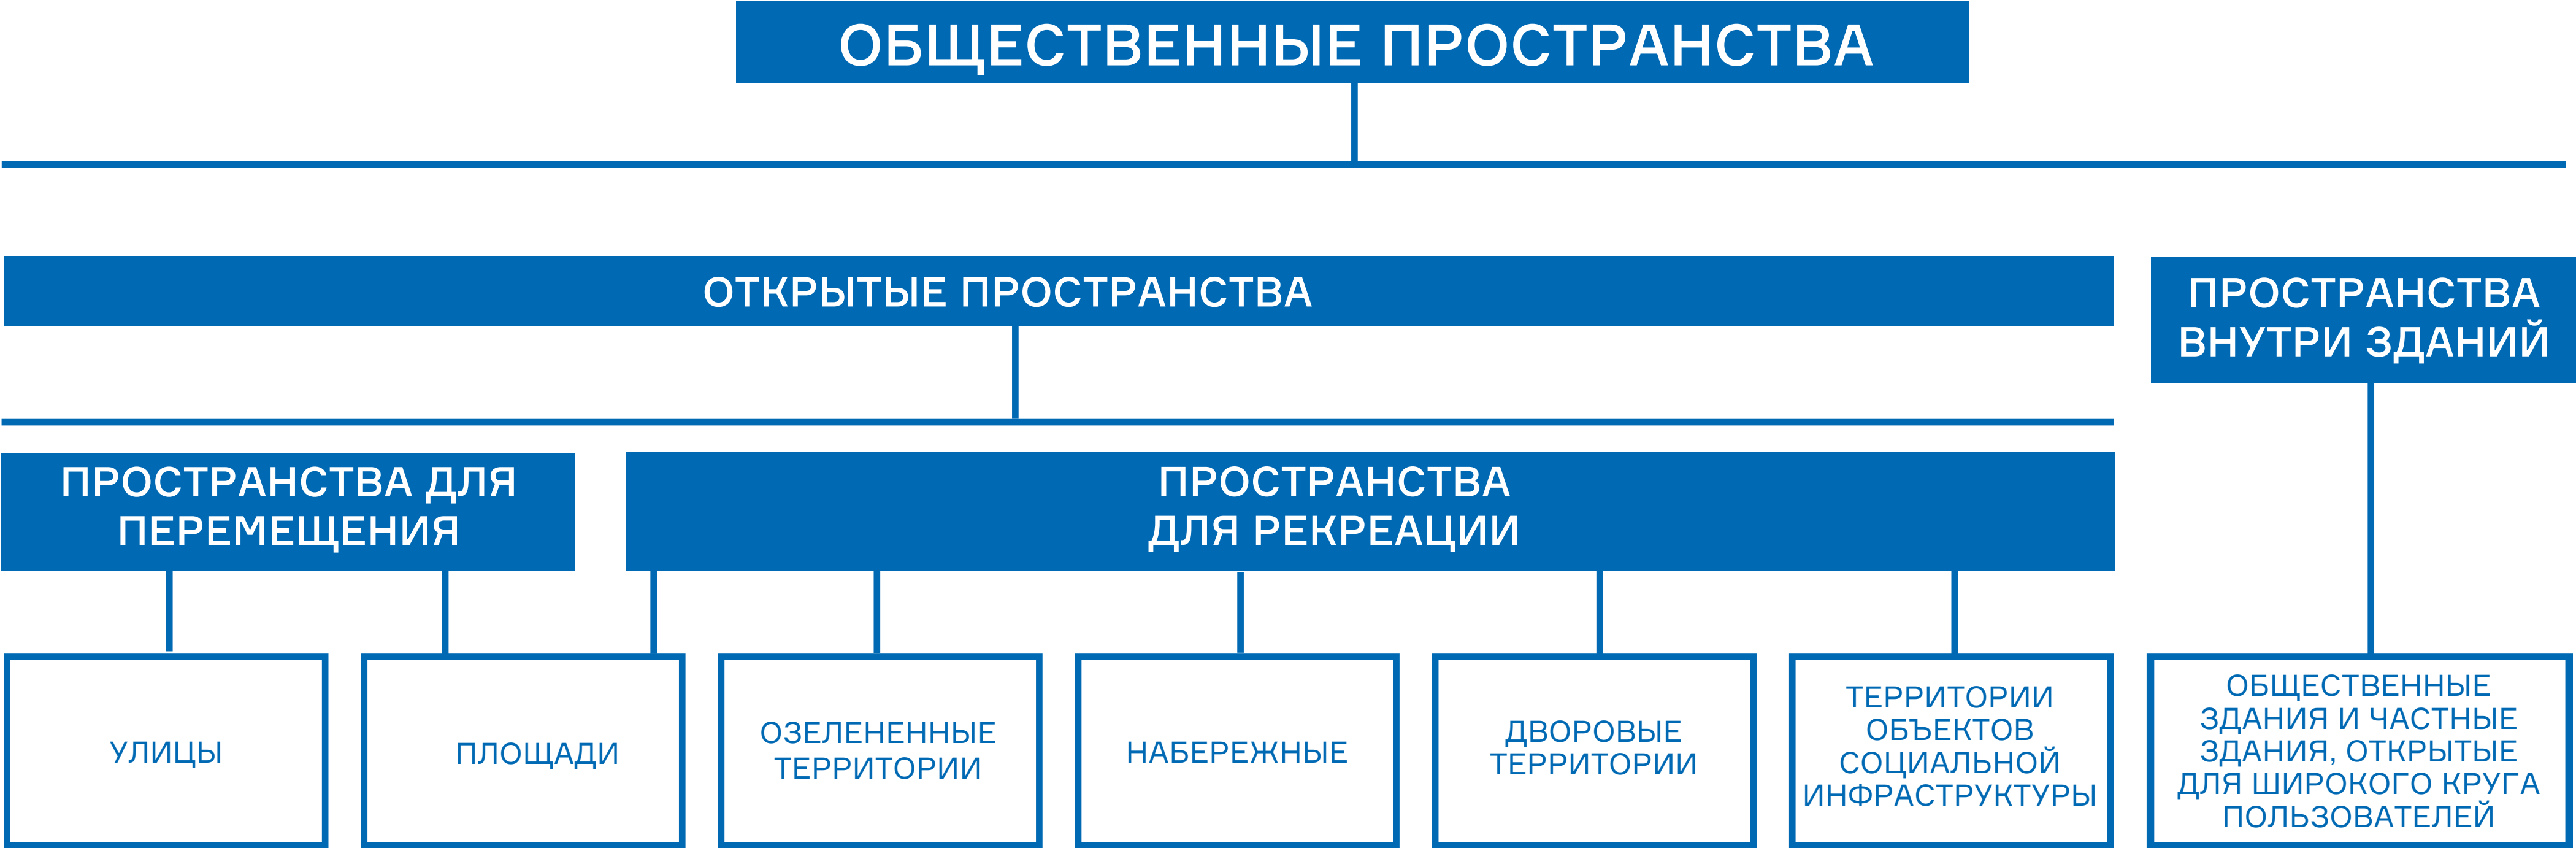 ОБЩЕСТВЕННЫЕ ПРОСТРАНСТВА
ОТКРЫТЫЕ ПРОСТРАНСТВА
ПРОСТРАНСТВА
ВНУТРИ ЗДАНИЙ
ПРОСТРАНСТВА ДЛЯ
ПЕРЕМЕЩЕНИЯ
ПРОСТРАНСТВА
ДЛЯ РЕКРЕАЦИИ
УЛИЦЫ
ПЛОЩАДИ
ОЗЕЛЕНЕННЫЕ
ТЕРРИТОРИИ
НАБЕРЕЖНЫЕ
ДВОРОВЫЕ
ТЕРРИТОРИИ
ТЕРРИТОРИИ
ОБЪЕКТОВ
СОЦИАЛЬНОЙ
ИНФРАСТРУКТУРЫ
ОБЩЕСТВЕННЫЕ
ЗДАНИЯ И ЧАСТНЫЕ
ЗДАНИЯ, ОТКРЫТЫЕ
ДЛЯ ШИРОКОГО КРУГА
ПОЛЬЗОВАТЕЛЕЙ